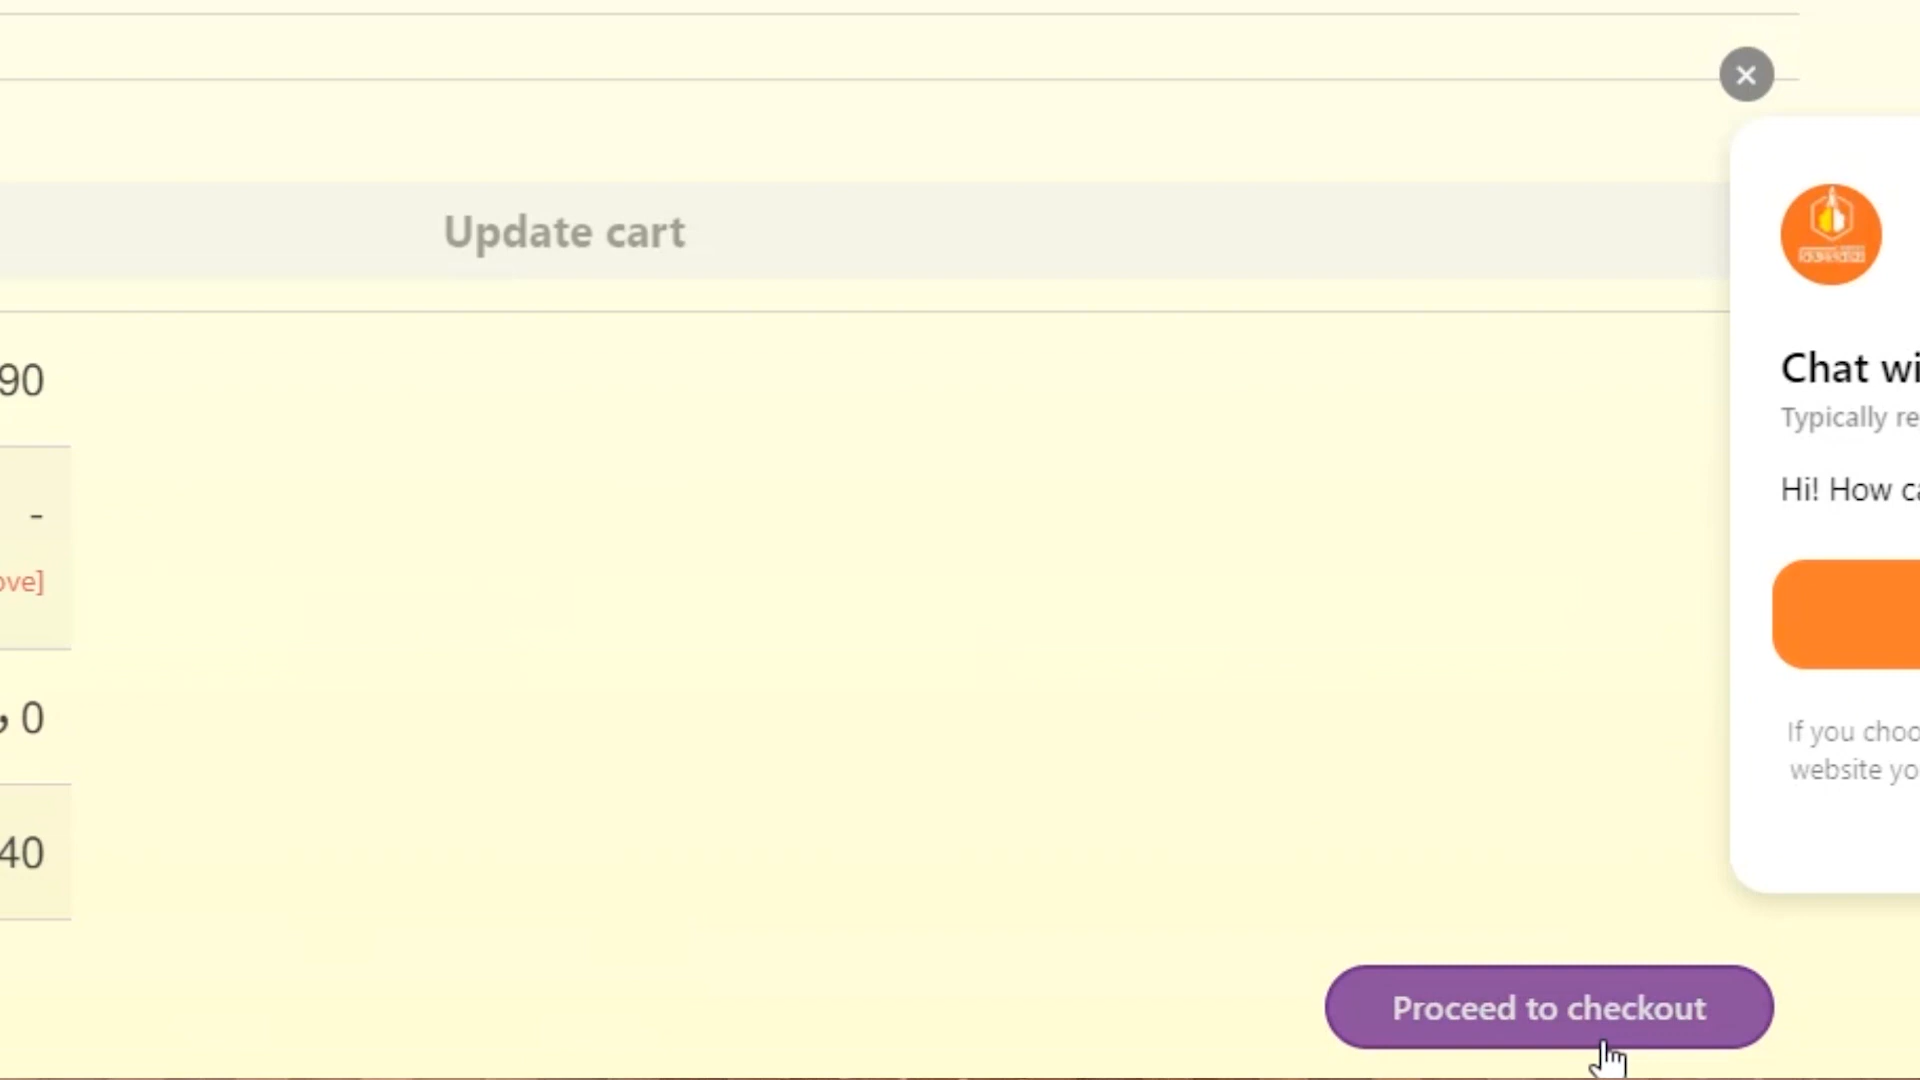 Update cart
90
-
ove]
0
40
Proceed to checkout
Chat wi
Typically re
Hi! How ca
If you choo
website yo